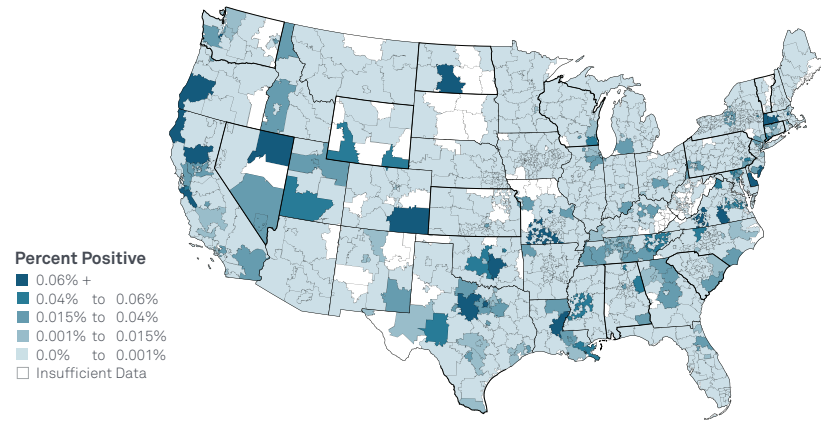 Percent Positive
0.06% +
0.04% to 0.06%
0.015% to 0.04%
0.001% to 0.015%
0.0% to 0.001%
Insufficient Data